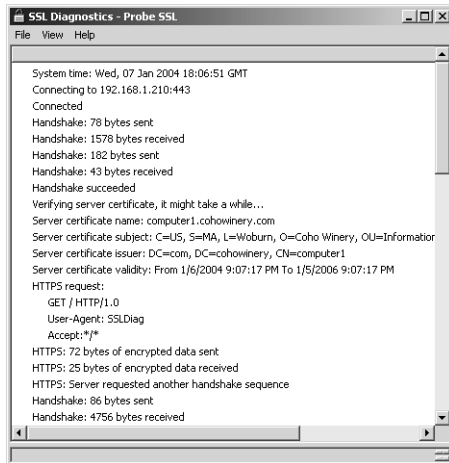 SSL Diagnostics - Probe SSL
File View Help
System time: Wed, 07 Jan 2004 18:06:51 GMT
Connecting to 192.168.1.210:443
Connected
Handshake: 78 bytes sent
Handshake: 1578 bytes received
Handshake: 182 bytes sent
Handshake: 43 bytes received
Handshake succeeded
Verifying server certificate, it might take a while...
Server certificate name: computer1.cohowinery.com
Server certificate subject: C=US, S=MA, L=Woburn, O=Coho Winery, OU=Information
Server certificate issuer: DC=com, DC=cohowinery, CN=computer1
Server certificate validity: From 1/6/2004 9:07:17 PM To 1/5/2006 9:07:17 PM
HTTPS request:
GET / HTTP/1.0
User-Agent: SSLDiag
Accept:*/*
HTTPS: 72 bytes of encrypted data sent
HTTPS: 25 bytes of encrypted data received
HTTPS: Server requested another handshake sequence
Handshake: 86 bytes sent
Handshake: 4756 bytes received